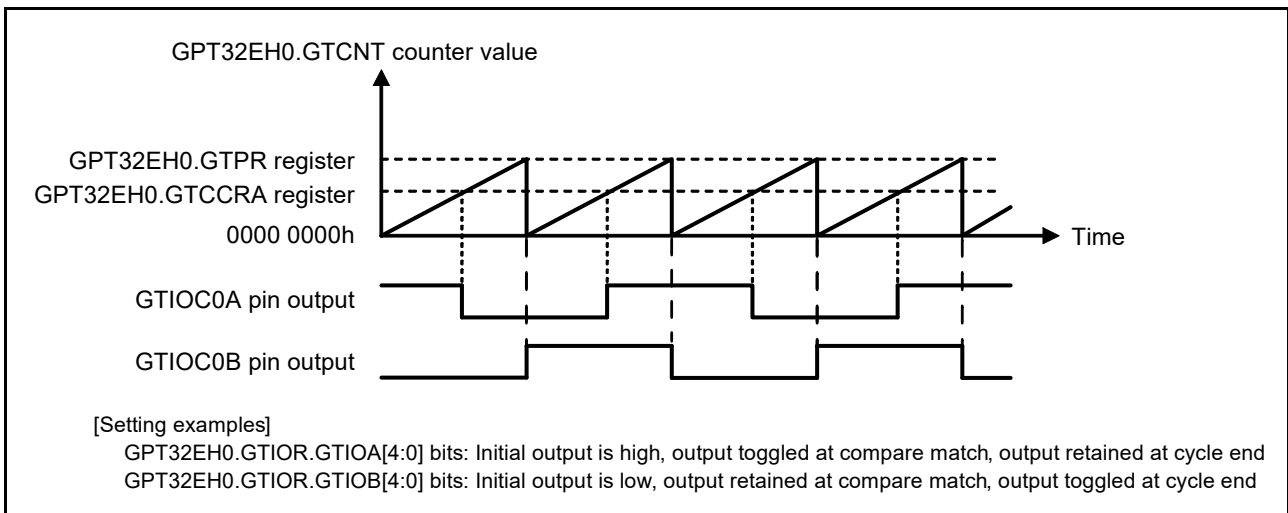 GPT32EH0.GTCNT counter value
GPT32EH0.GTPR register
GPT32EH0.GTCCRA register
0000 0000h
Time
GTIOC0A pin output
GTIOC0B pin output
[Setting examples]
GPT32EH0.GTIOR.GTIOA[4:0] bits: Initial output is high, output toggled at compare match, output retained at cycle end
GPT32EH0.GTIOR.GTIOB[4:0] bits: Initial output is low, output retained at compare match, output toggled at cycle end